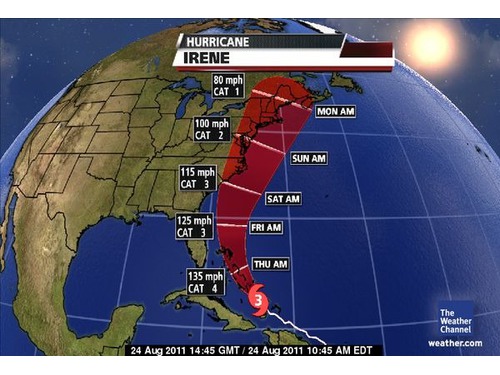 HURRICANE
IRENE
80 mph
CAT 1
MON AM
100 mph
CAT 2
SUN AM
115 mph
CAT 3
SAT AM
125 mph
CAT 3
FRI AM
135 mph
CAT 4
THU AM
3
The
Weather
Channel
weather.com
24 Aug 2011 14:45 GMT / 24 Aug 2011 10:45 AM EDT